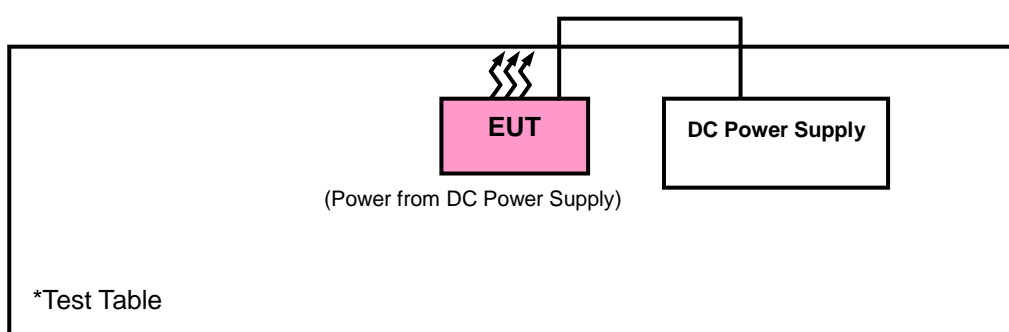 EUT
DC Power Supply
(Power from DC Power Supply)
*Test Table